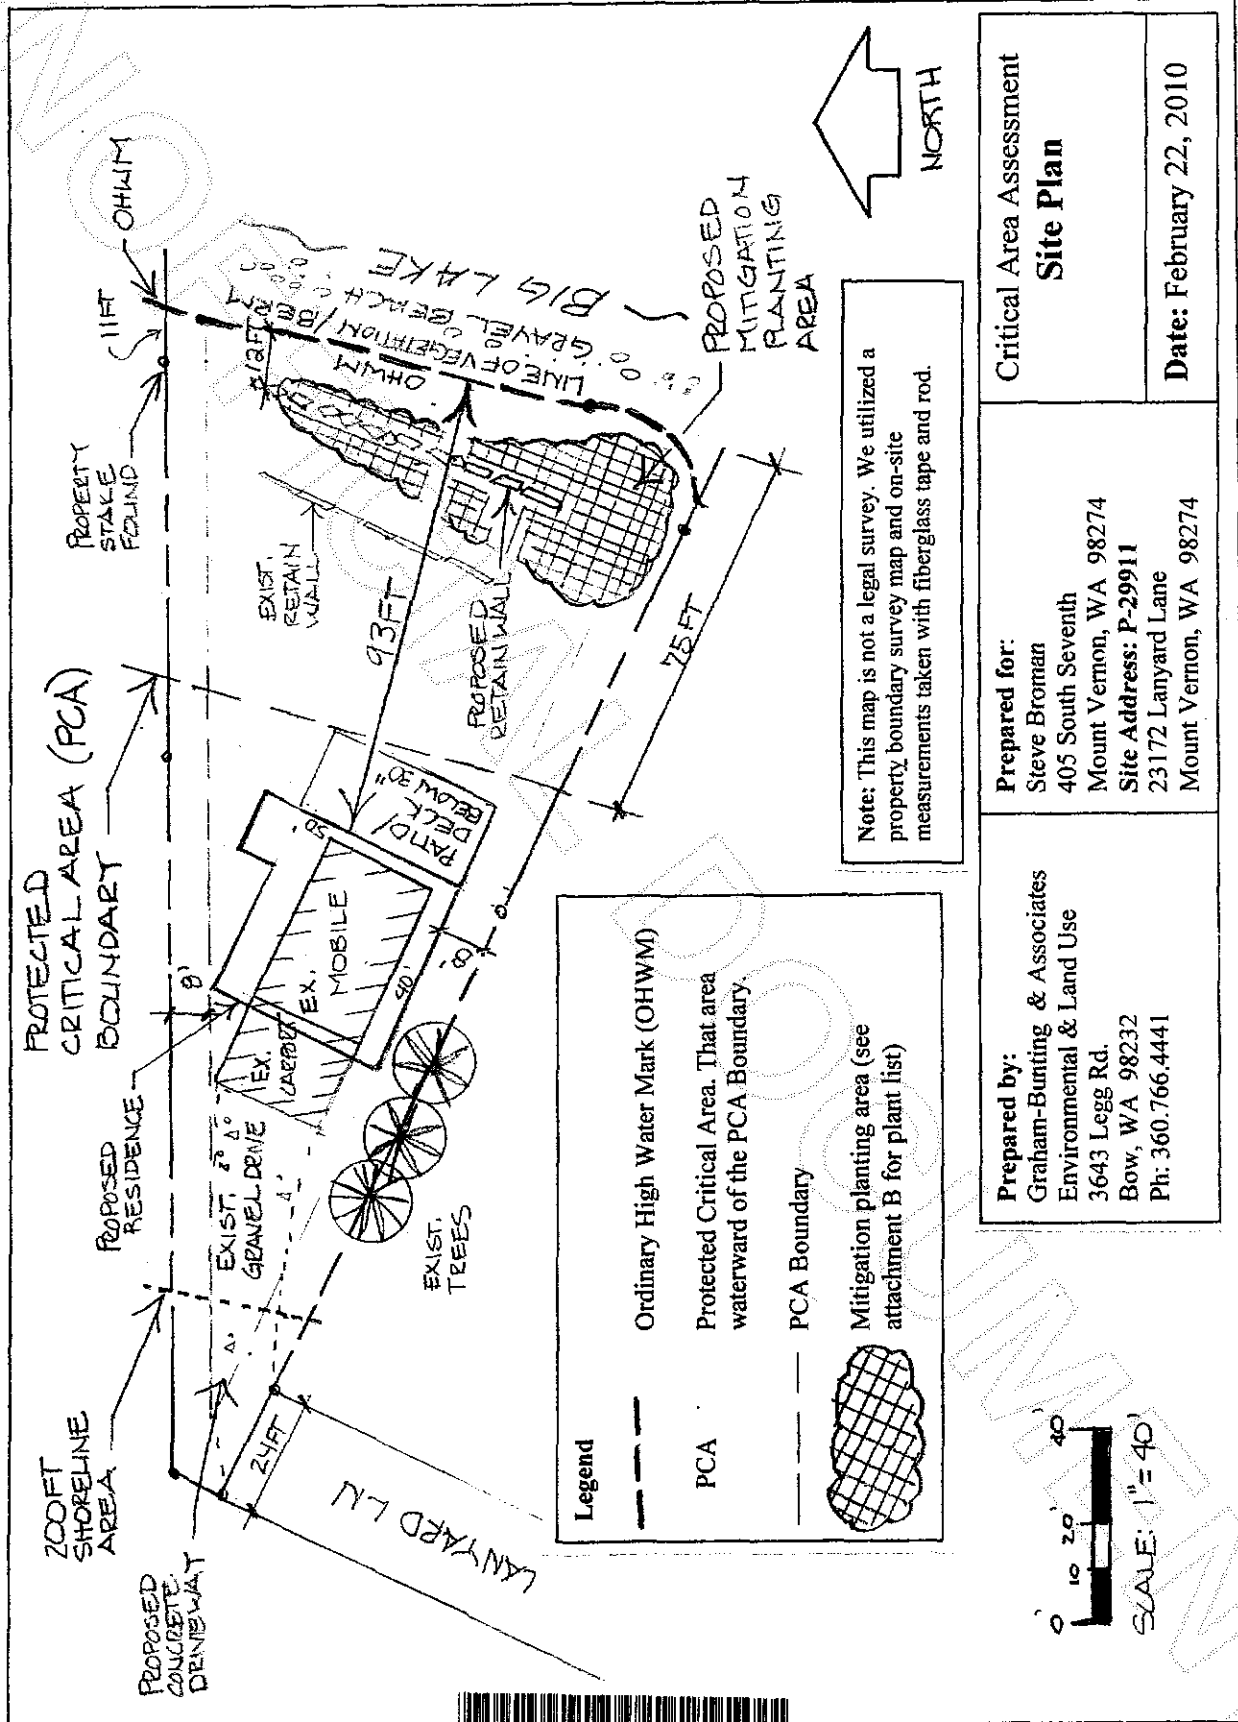 200FT
SHORELINE
AREA
PROPOSED
CONCRETE
DRIVEWAY
PROPOSED
RESIDENCE
PROTECTED
CRITICAL AREA (PCA)
BOUNDARY
PROPERTY
STAKE
FOUND
11FT
OHWM
8'
EXIST.
GRAVEL DRIVE
EX.
CARPORT
EX.
MOBILE
50'
40'
8'
PATIO/
DECK
BELOW 30"
93FT
EXIST.
RETAIN
WALL
PROPOSED
RETAIN WALL
±12FT
OHWM
LINE OF VEGETATION/BERM
GRAVEL BEACH
BIG LAKE
PROPOSED
MITIGATION
PLANTING
AREA
75FT
EXIST.
TREES
24FT
LANYARD LN
NORTH
Legend
Ordinary High Water Mark (OHWM)
PCA Protected Critical Area. That area
waterward of the PCA Boundary.
PCA Boundary
Mitigation planting area (see
attachment B for plant list)
Note: This map is not a legal survey. We utilized a
property boundary survey map and on-site
measurements taken with fiberglass tape and rod.
0' 10 20' 40'
SCALE: 1"=40'
Prepared by:
Graham-Bunting & Associates
Environmental & Land Use
3643 Legg Rd.
Bow, WA 98232
Ph: 360.766.4441
Prepared for:
Steve Broman
405 South Seventh
Mount Vernon, WA 98274
Site Address: P-29911
23172 Lanyard Lane
Mount Vernon, WA 98274
Critical Area Assessment
Site Plan
Date: February 22, 2010